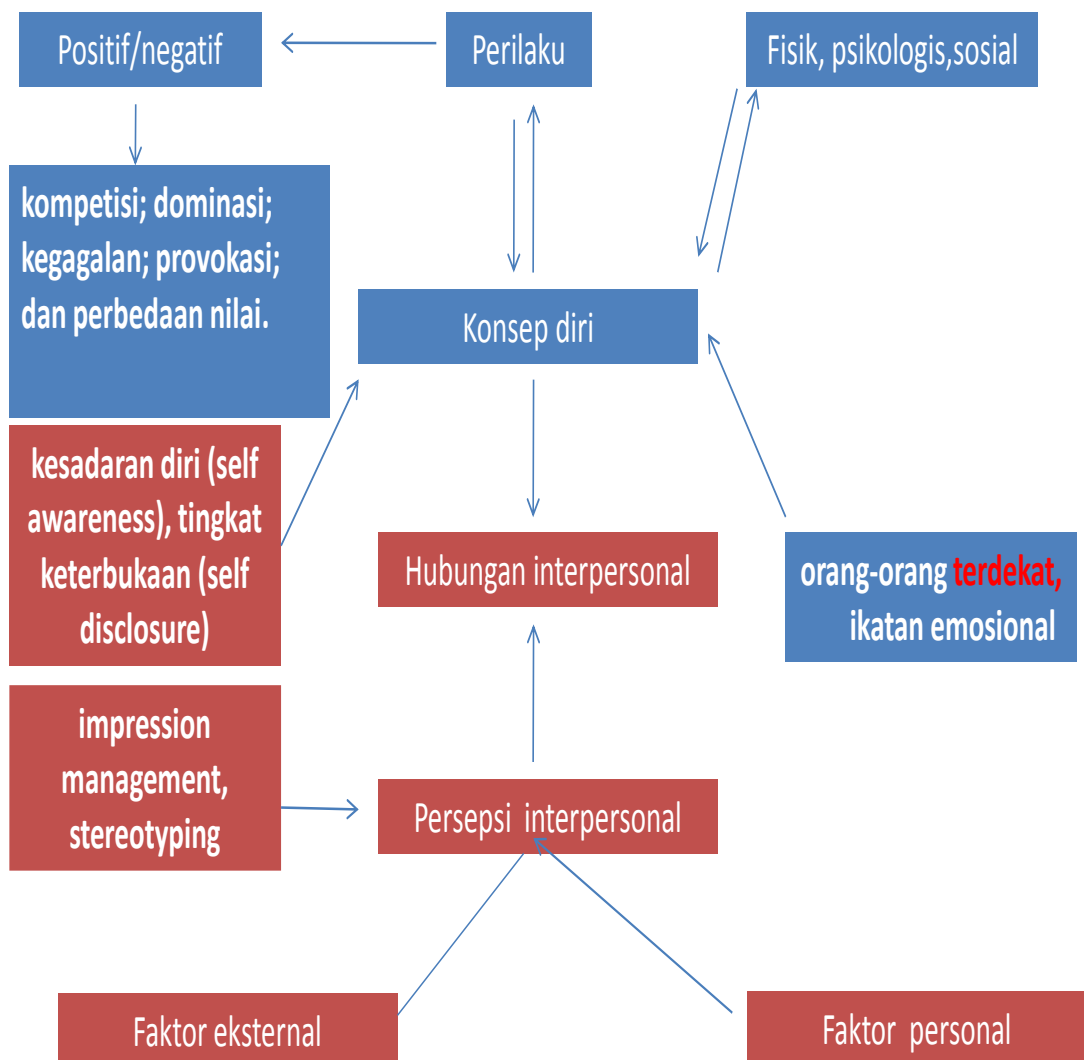 Positif/negatif
Perilaku
Fisik, psikologis,sosial
kompetisi; dominasi;
kegagalan; provokasi;
dan perbedaan nilai.
Konsep diri
kesadaran diri (self
awareness), tingkat
keterbukaan (self
disclosure)
Hubungan interpersonal
orang-orang terdekat,
ikatan emosional
impression
management,
stereotyping
Persepsi interpersonal
Faktor eksternal
Faktor personal